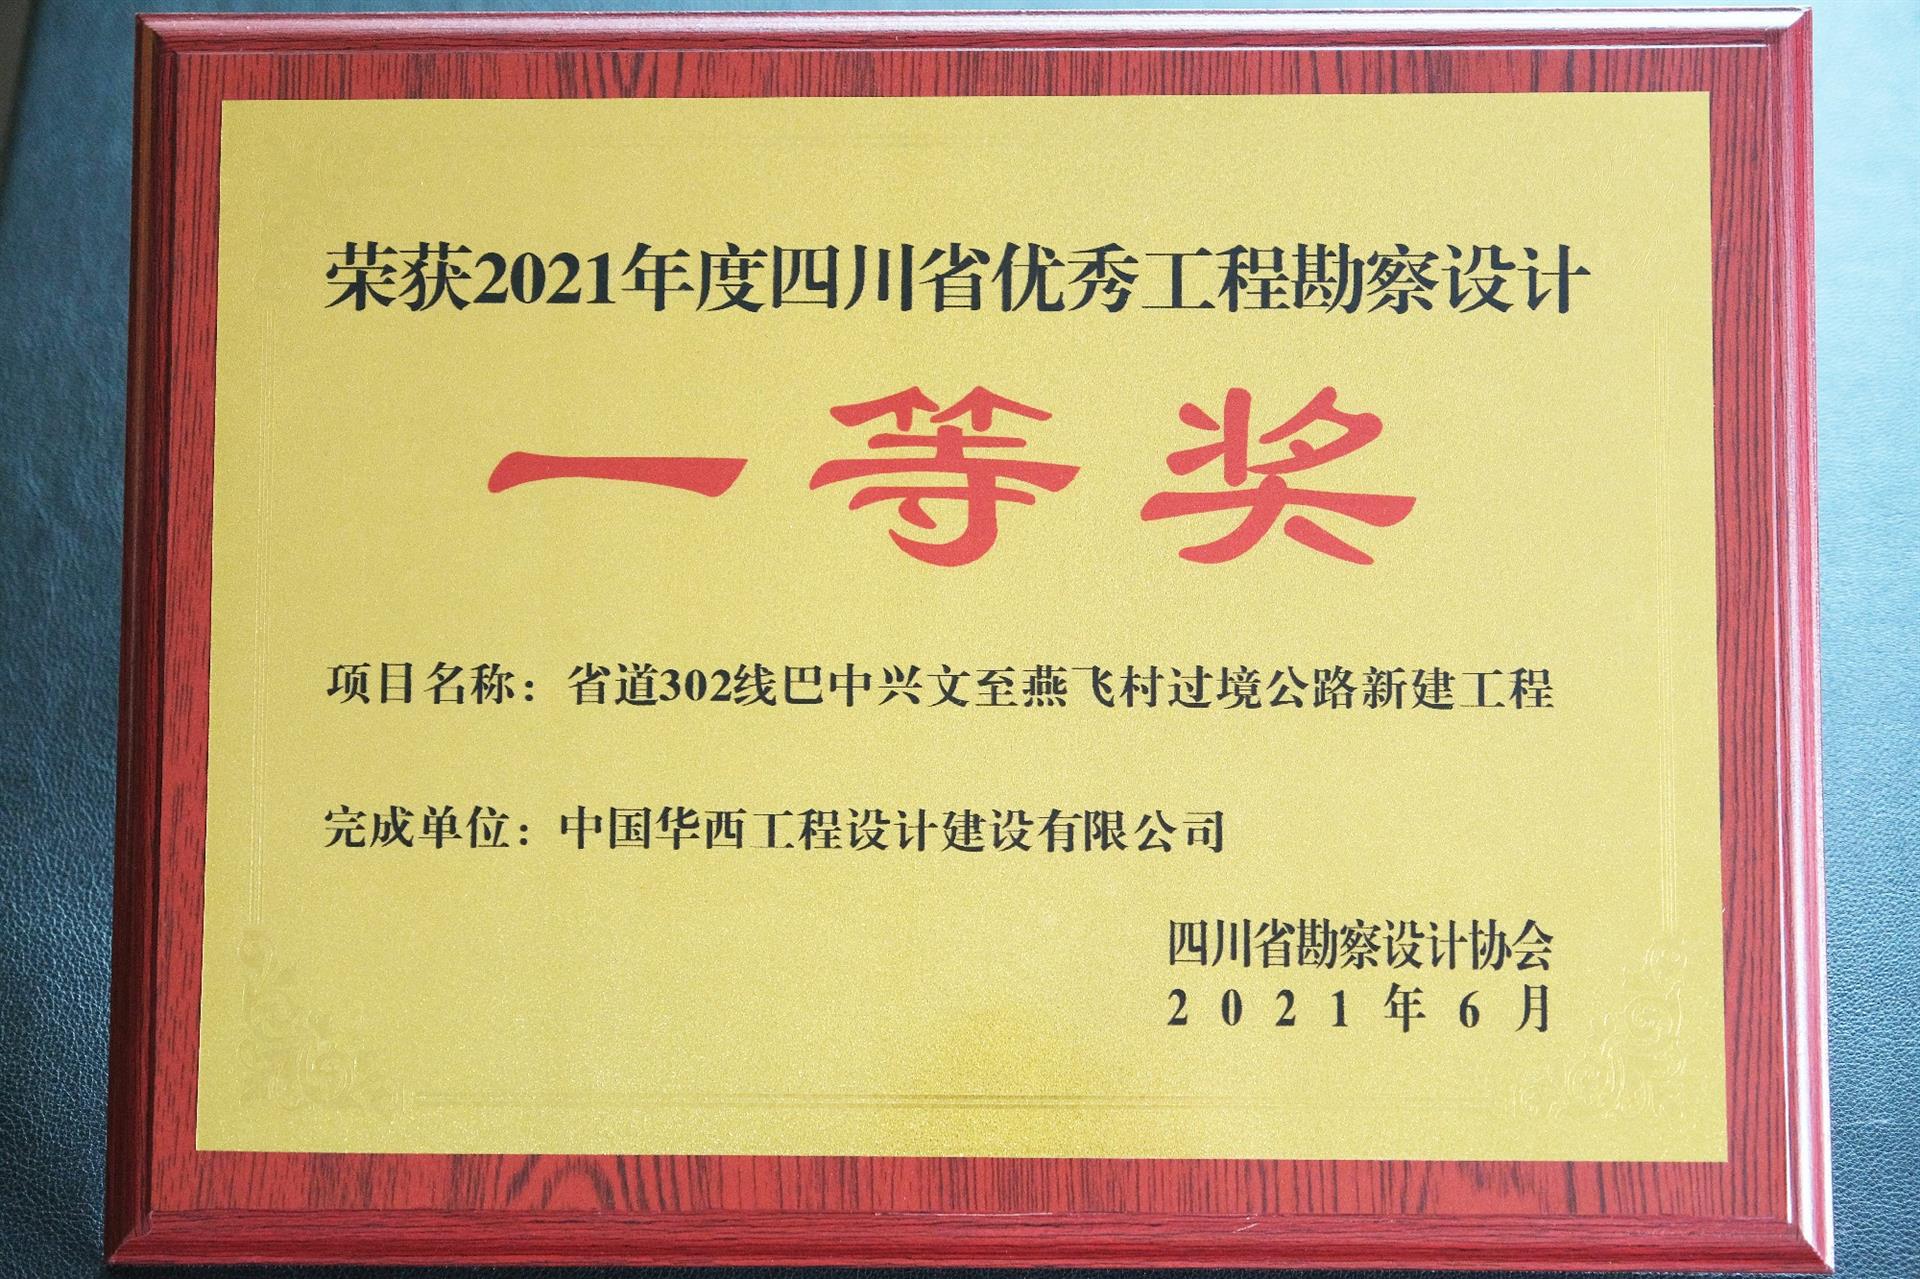 荣获2021年度四川省优秀工程勘察设计
一等奖
项目名称：省道302线巴中兴文至燕飞村过境公路新建工程
完成单位：中国华西工程设计建设有限公司
四川省勘察设计协会
2021年6月